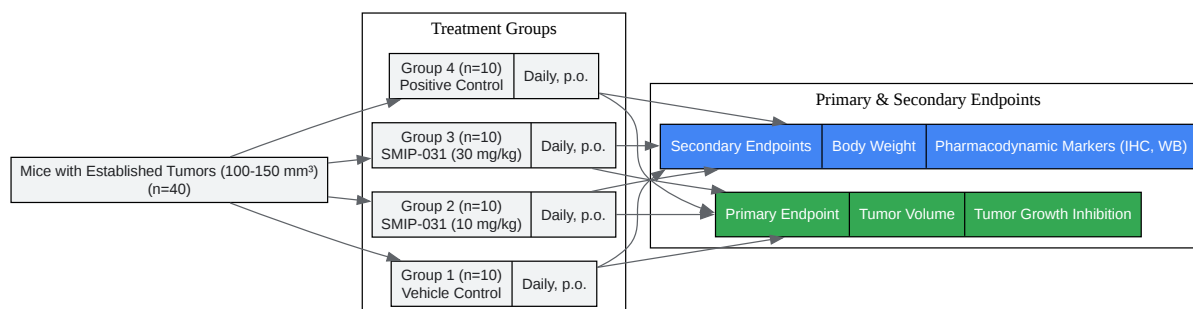 Treatment Groups
Group 4 (n=10)
Positive Control
Daily, p.o.
Group 3 (n=10)
SMIP-031 (30 mg/kg)
Daily, p.o.
Mice with Established Tumors (100-150 mm³)
(n=40)
Group 2 (n=10)
SMIP-031 (10 mg/kg)
Daily, p.o.
Group 1 (n=10)
Vehicle Control
Daily, p.o.
Primary & Secondary Endpoints
Secondary Endpoints
Body Weight
Pharmacodynamic Markers (IHC, WB)
Primary Endpoint
Tumor Volume
Tumor Growth Inhibition